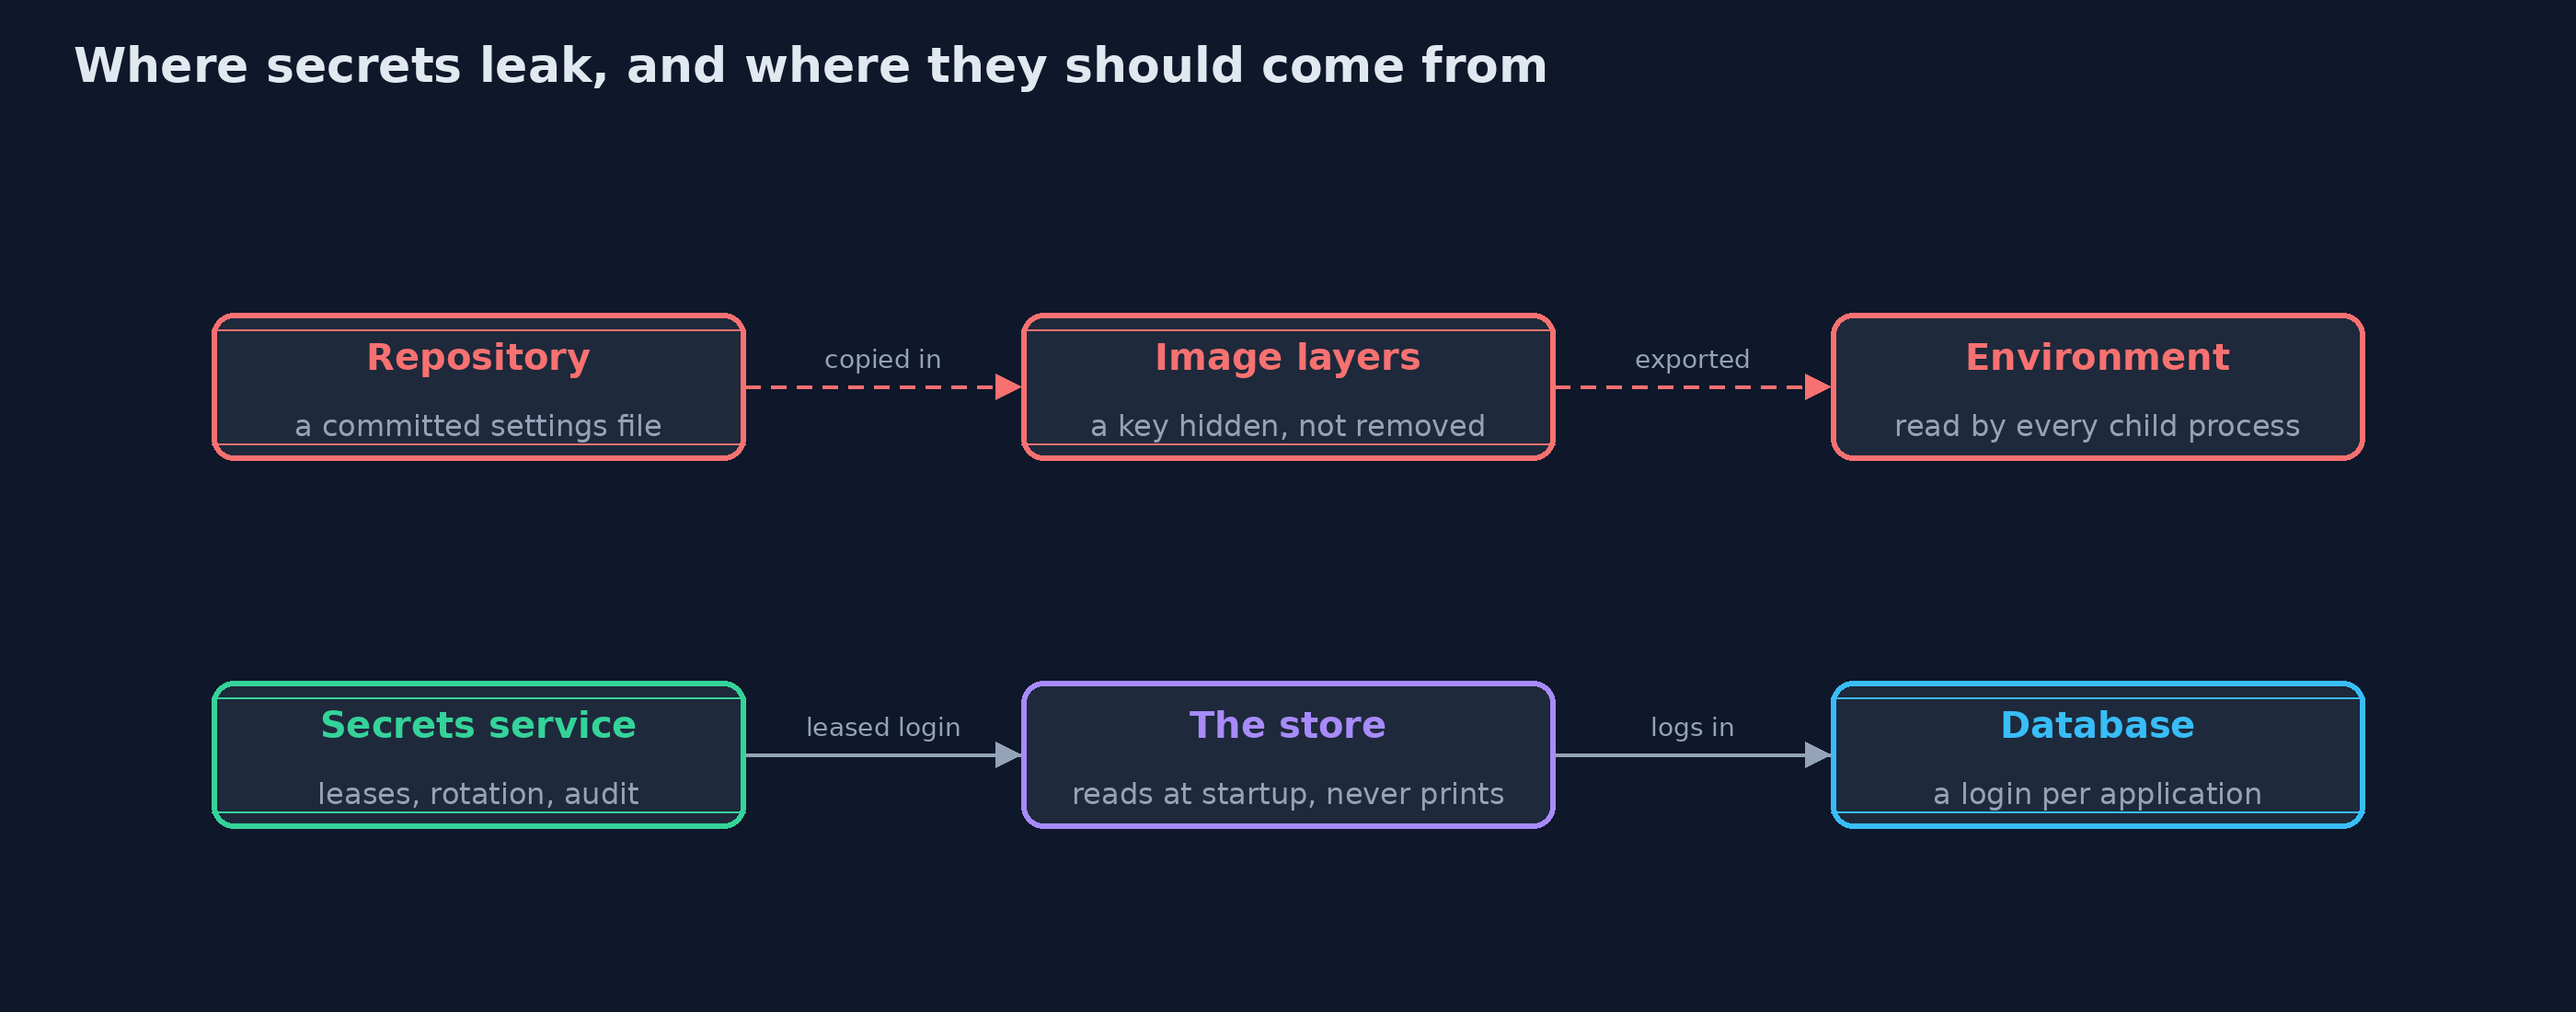 Where secrets leak, and where they should come from
Repository
a committed settings file
copied in
Image layers
a key hidden, not removed
exported
Environment
read by every child process
Secrets service
leases, rotation, audit
leased login
The store
reads at startup, never prints
logs in
Database
a login per application